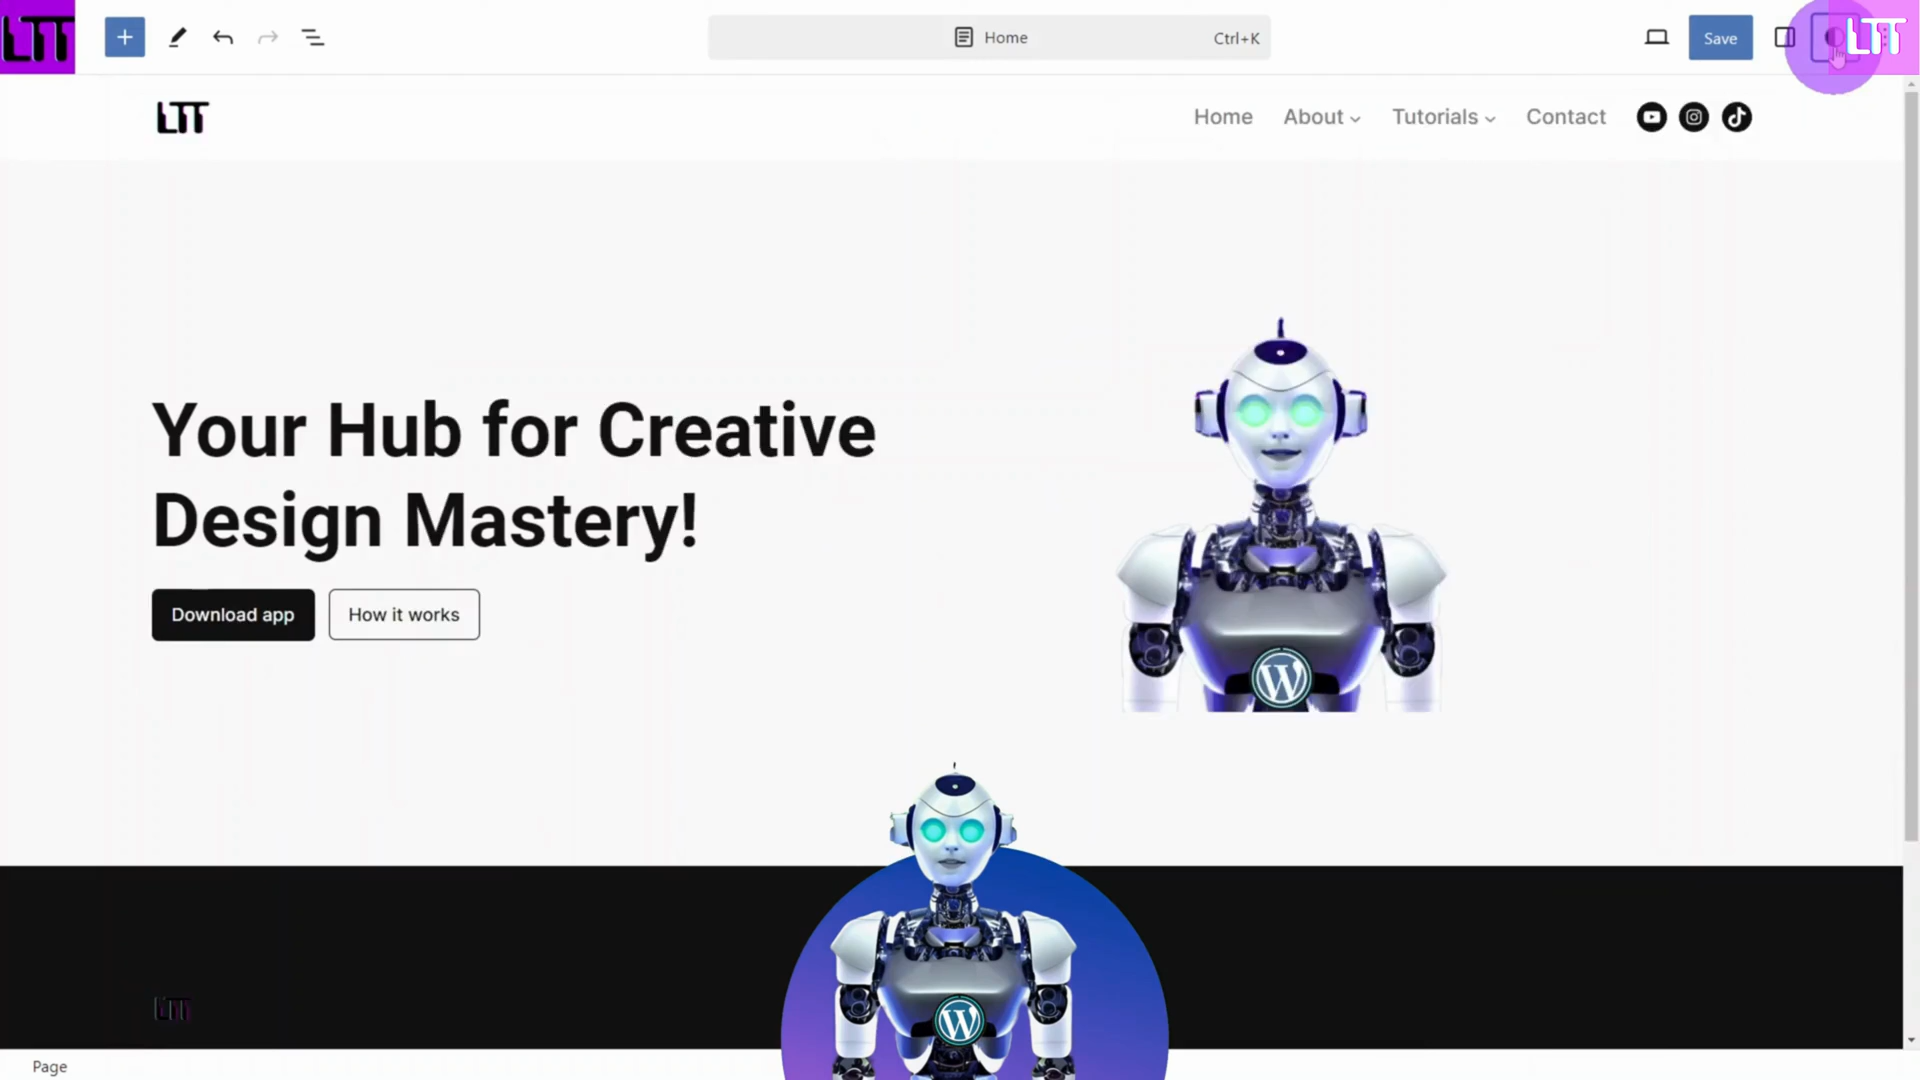 LTT
Home
Ctrl+K
Save
LTT
LTT
Home
About
Tutorials
Contact
Your Hub for Creative
Design Mastery!
Download app
How it works
W
W
LTT
Page